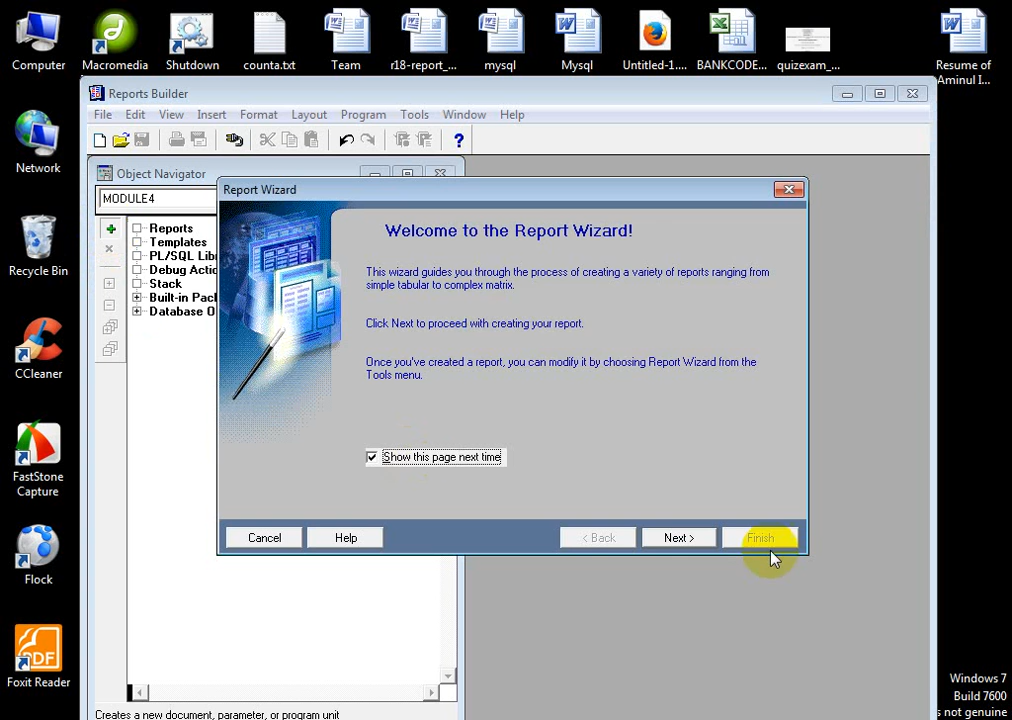 Computer
Macromedia
Shutdown
counta.txt
Team
r18-report_...
mysql
Mysql
Untitled-1....
BANKCODE...
quizexam_...
Resume of
Aminul I...
Network
Recycle Bin
CCleaner
FastStone
Capture
Flock
Foxit Reader
Reports Builder
File Edit View Insert Format Layout Program Tools Window Help
Object Navigator
MODULE4
Reports
Templates
PL/SQL Lib
Debug Actio
Stack
Built-in Pac
Database O
Report Wizard
Welcome to the Report Wizard!
This wizard guides you through the process of creating a variety of reports ranging from
simple tabular to complex matrix.
Click Next to proceed with creating your report.
Once you've created a report, you can modify it by choosing Report Wizard from the
Tools menu.
Show this page next time
Cancel Help < Back Next > Finish
Creates a new document, parameter, or program unit
Windows 7
Build 7600
s not genuine